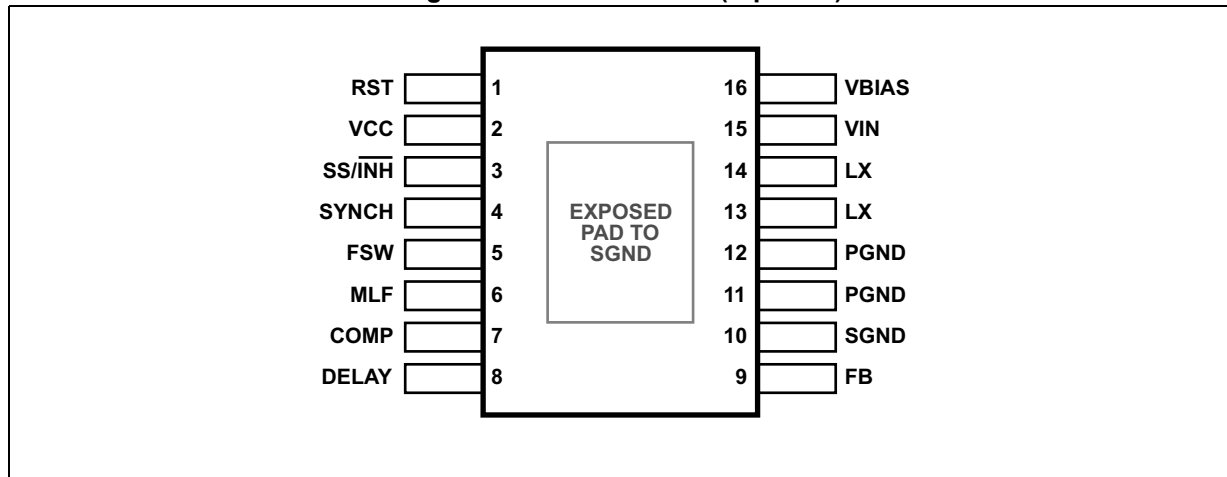 RST 1
VCC 2
SS/INH 3
SYNCH 4
FSW 5
MLF 6
COMP 7
DELAY 8
EXPOSED
PAD TO
SGND
16 VBIAS
15 VIN
14 LX
13 LX
12 PGND
11 PGND
10 SGND
9 FB